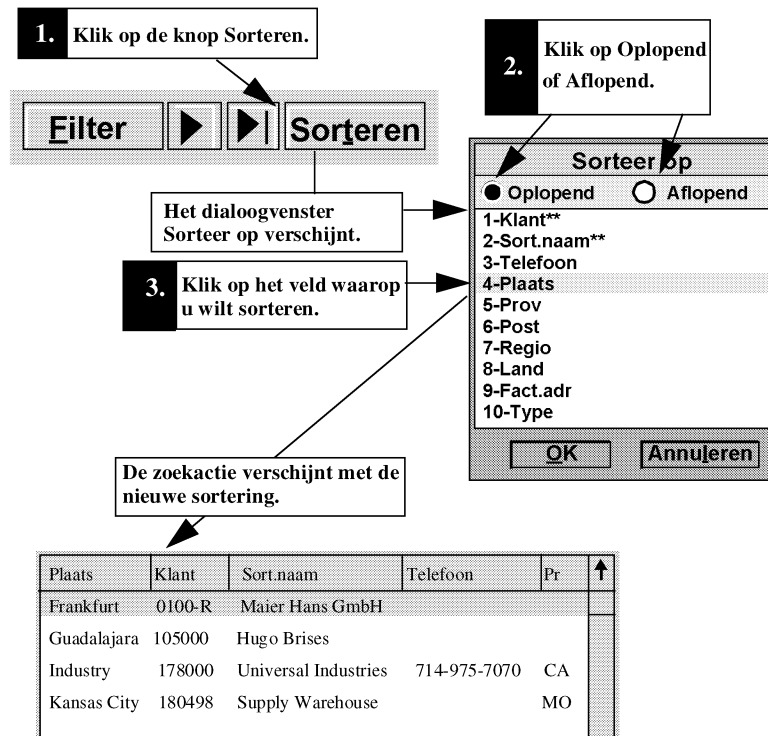 1. Klik op de knop Sorteren.
2. Klik op Oplopend
of Aflopend.
Filter Sorteren
Sorteer op
Oplopend Aflopend
Het dialoogvenster
Sorteer op verschijnt.
1-Klant**
2-Sort.naam**
3-Telefoon
4-Plaats
5-Prov
6-Post
7-Regio
8-Land
9-Fact.adr
10-Type
3. Klik op het veld waarop
u wilt sorteren.
OK Annuleren
De zoekactie verschijnt met de
nieuwe sortering.
Plaats Klant Sort.naam Telefoon Pr
Frankfurt 0100-R Maier Hans GmbH
Guadalajara 105000 Hugo Brises
Industry 178000 Universal Industries 714-975-7070 CA
Kansas City 180498 Supply Warehouse MO